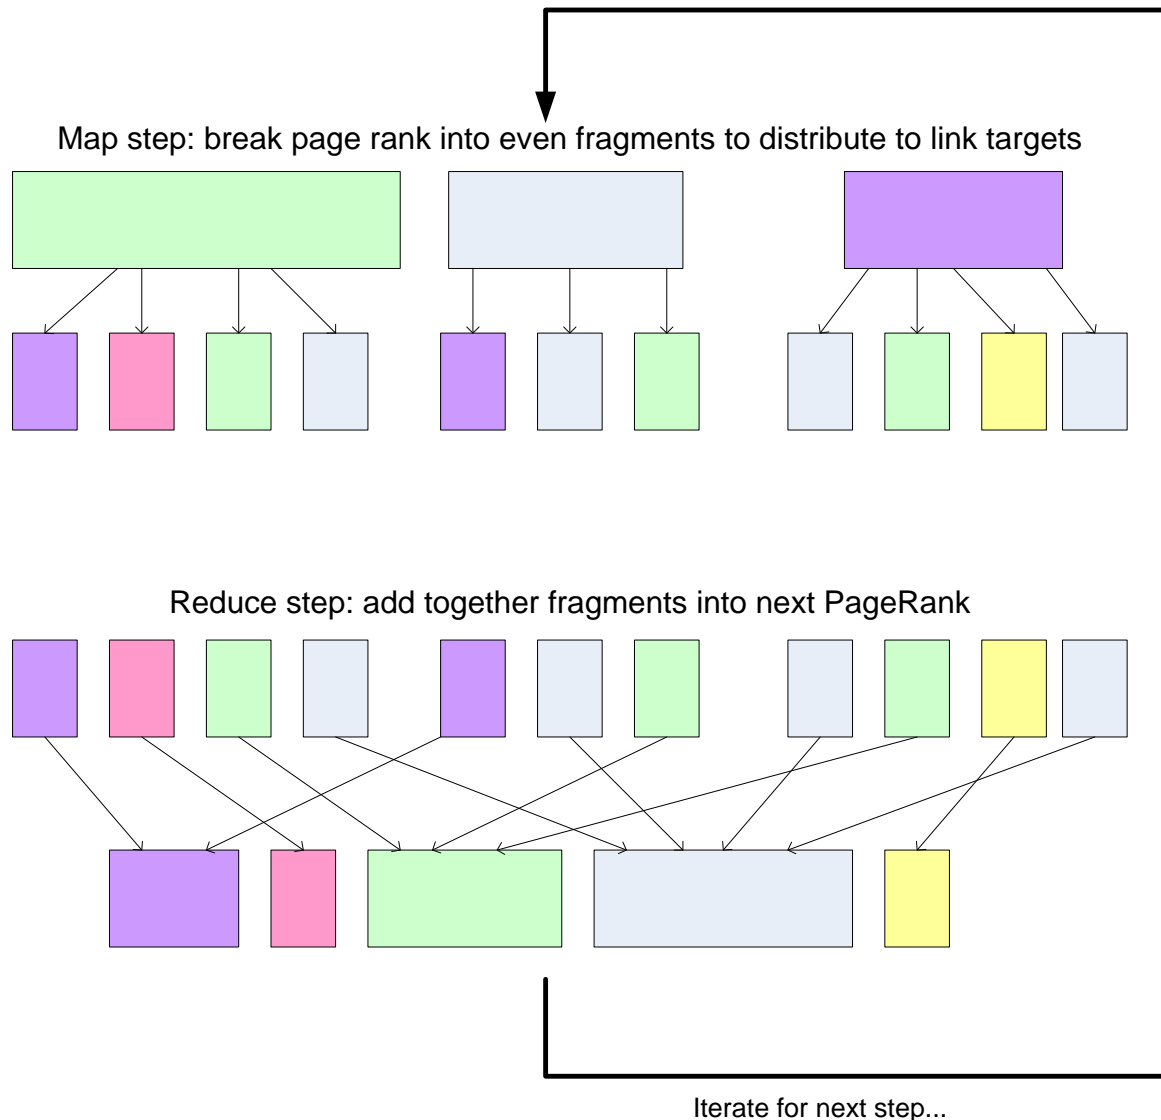 Map step: break page rank into even fragments to distribute to link targets
Reduce step: add together fragments into next PageRank
Iterate for next step...